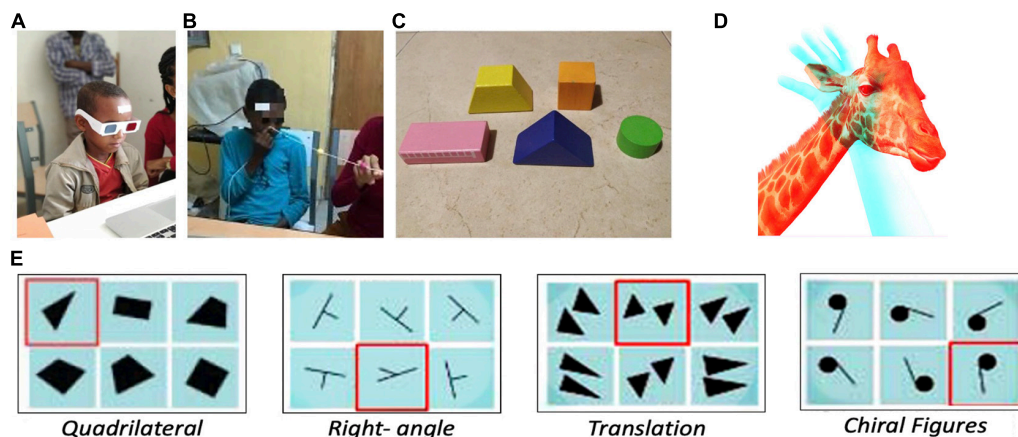 A
B
C
D
E
Quadrilateral
Right- angle
Translation
Chiral Figures